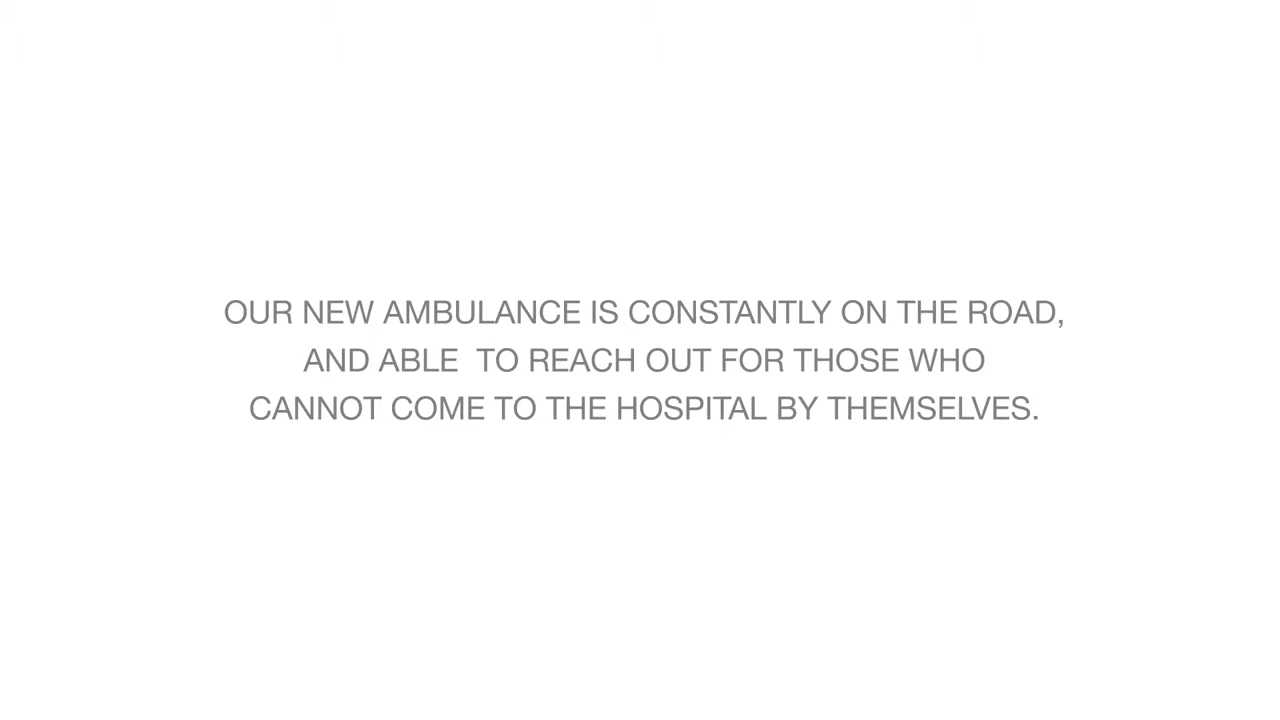 OUR NEW AMBULANCE IS CONSTANTLY ON THE ROAD,
AND ABLE  TO REACH OUT FOR THOSE WHO
CANNOT COME TO THE HOSPITAL BY THEMSELVES.